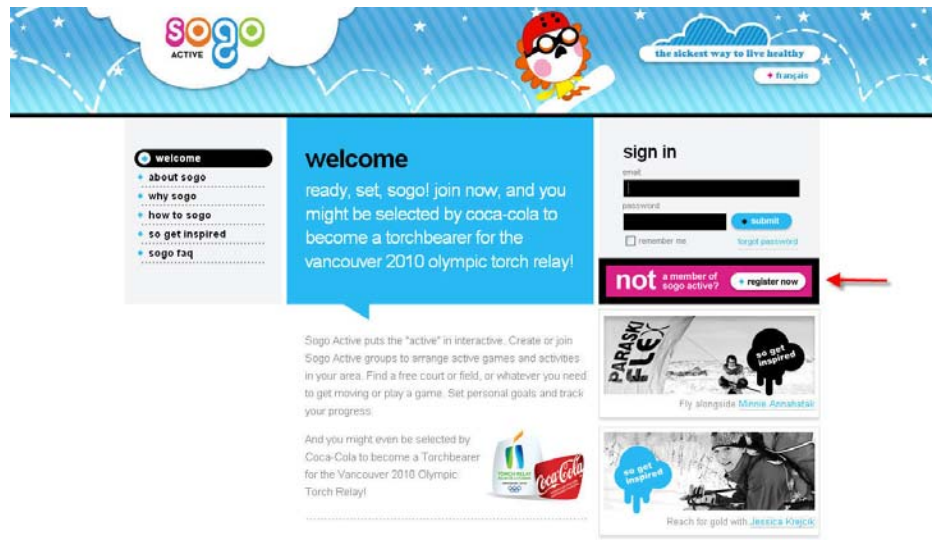 sogo
ACTIVE
the sickest way to live healthy
français
welcome
about sogo
why sogo
how to sogo
so get inspired
sogo faq
welcome
ready, set, sogo! join now, and you
might be selected by coca-cola to
become a torchbearer for the
vancouver 2010 olympic torch relay!
Sogo Active puts the "active" in interactive. Create or join
Sogo Active groups to arrange active games and activities
in your area. Find a free court or field, or whatever you need
to get moving or play a game. Set personal goals and track
your progress.
And you might even be selected by
Coca-Cola to become a Torchbearer
for the Vancouver 2010 Olympic
Torch Relay!
TORCH RELAY
Coca-Cola
sign in
email
password
submit
remember me
forgot password
not a member of
sogo active?
register now
PARASKI
FLEX
so get
inspired
Fly alongside Minnie Annahatak
so get
inspired
Reach for gold with Jessica Krejcik